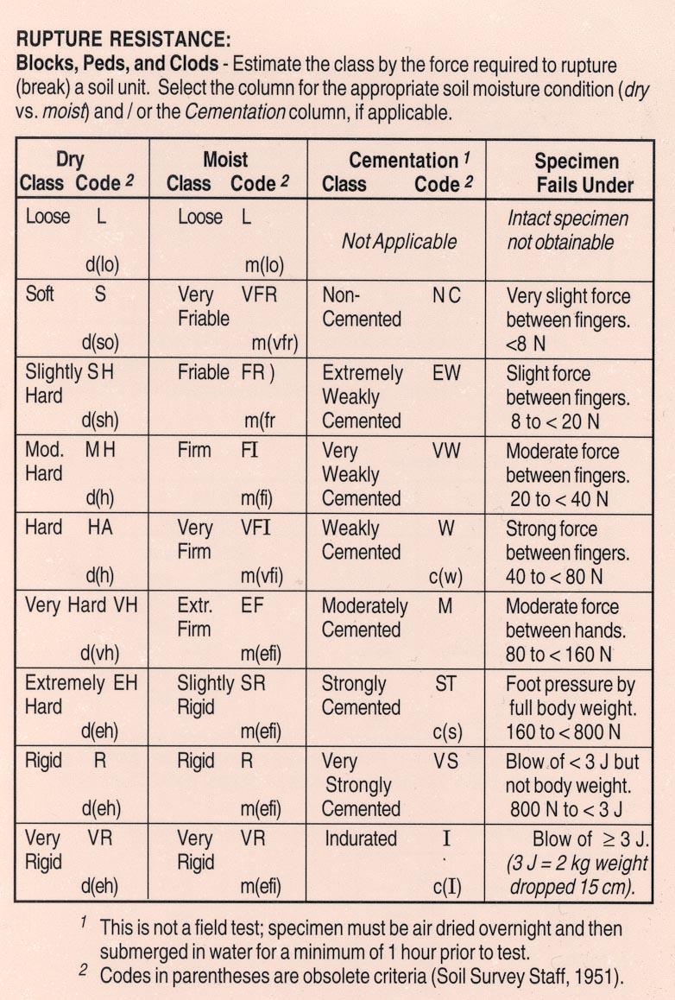 RUPTURE RESISTANCE:
Blocks, Peds, and Clods - Estimate the class by the force required to rupture
(break) a soil unit. Select the column for the appropriate soil moisture condition (dry
vs. moist) and / or the Cementation column, if applicable.
Dry Moist Cementation 1 Specimen
Class Code 2 Class Code 2 Class Code 2 Fails Under
Loose L Loose L Intact specimen
Not Applicable not obtainable
d(lo) m(lo)
Soft S Very VFR Non- NC Very slight force
Friable Cemented between fingers.
d(so) m(vfr) <8 N
Slightly SH Friable FR ) Extremely EW Slight force
Hard Weakly between fingers.
d(sh) m(fr Cemented 8 to < 20 N
Mod. MH Firm FI Very VW Moderate force
Hard Weakly between fingers.
d(h) m(fi) Cemented 20 to < 40 N
Hard HA Very VFI Weakly W Strong force
Firm Cemented between fingers.
d(h) m(vfi) c(w) 40 to < 80 N
Very Hard VH Extr. EF Moderately M Moderate force
Firm Cemented between hands.
d(vh) m(efi) 80 to < 160 N
Extremely EH Slightly SR Strongly ST Foot pressure by
Hard Rigid Cemented full body weight.
d(eh) m(efi) c(s) 160 to < 800 N
Rigid R Rigid R Very VS Blow of < 3 J but
Strongly not body weight.
d(eh) m(efi) Cemented 800 N to < 3 J
Very VR Very VR Indurated I Blow of ≥ 3 J.
Rigid Rigid (3 J = 2 kg weight
d(eh) m(efi) c(I) dropped 15 cm).
1 This is not a field test; specimen must be air dried overnight and then
submerged in water for a minimum of 1 hour prior to test.
2 Codes in parentheses are obsolete criteria (Soil Survey Staff, 1951).